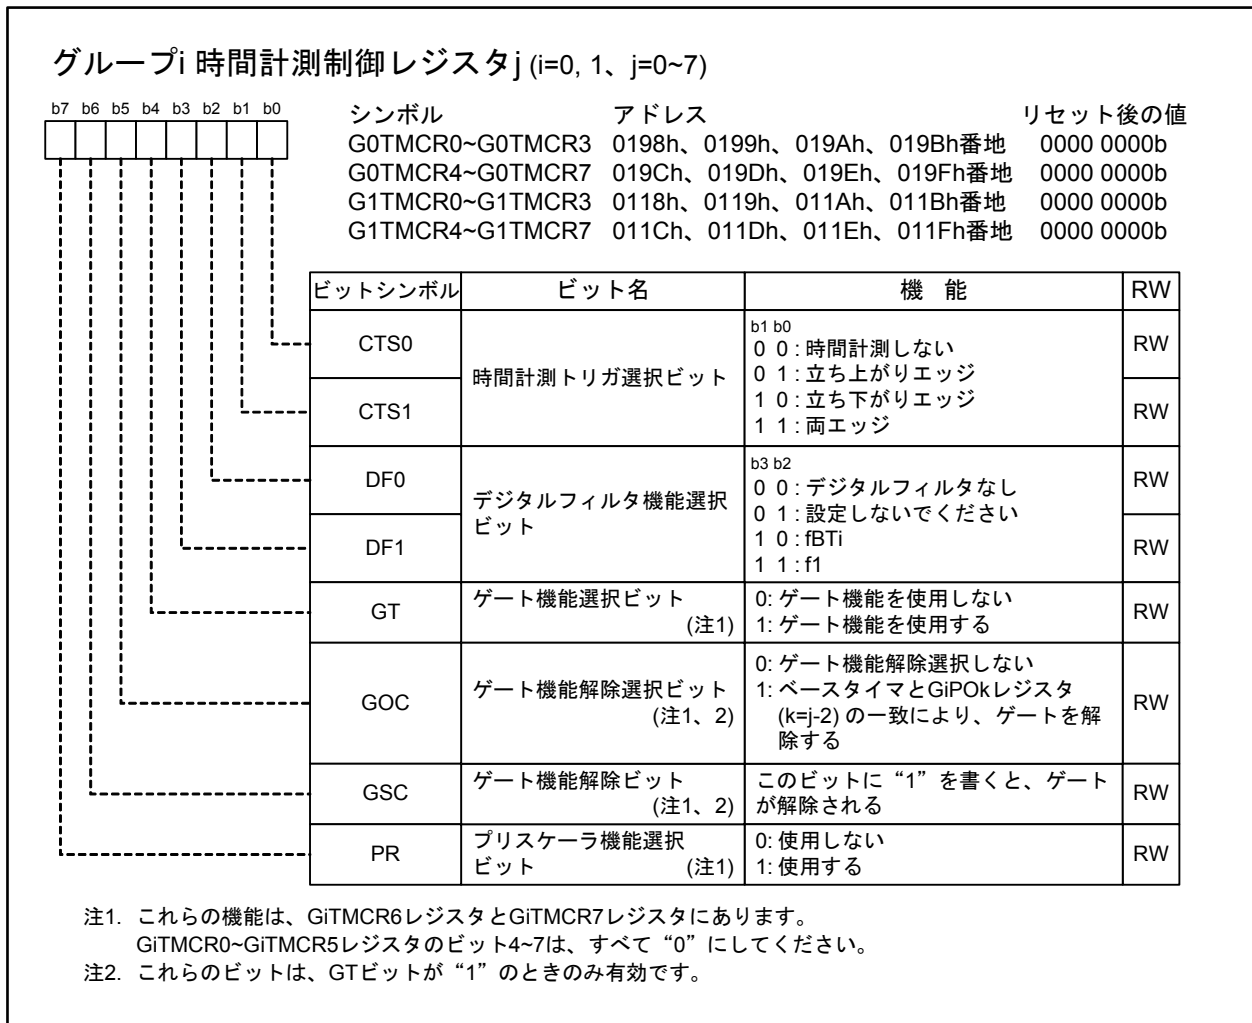 グループi 時間計測制御レジスタj (i=0, 1、j=0~7)
b7 b6 b5 b4 b3 b2 b1 b0
シンボル アドレス リセット後の値
G0TMCR0~G0TMCR3 0198h、0199h、019Ah、019Bh番地 0000 0000b
G0TMCR4~G0TMCR7 019Ch、019Dh、019Eh、019Fh番地 0000 0000b
G1TMCR0~G1TMCR3 0118h、0119h、011Ah、011Bh番地 0000 0000b
G1TMCR4~G1TMCR7 011Ch、011Dh、011Eh、011Fh番地 0000 0000b
ビットシンボル ビット名 機 能 RW
CTS0 RW
CTS1 RW
時間計測トリガ選択ビット
b1 b0
0 0 : 時間計測しない
0 1 : 立ち上がりエッジ
1 0 : 立ち下がりエッジ
1 1 : 両エッジ
DF0 RW
DF1 RW
デジタルフィルタ機能選択
ビット
b3 b2
0 0 : デジタルフィルタなし
0 1 : 設定しないでください
1 0 : fBTi
1 1 : f1
GT RW
ゲート機能選択ビット
(注1)
0: ゲート機能を使用しない
1: ゲート機能を使用する
GOC RW
ゲート機能解除選択ビット
(注1、2)
0: ゲート機能解除選択しない
1: ベースタイマとGiPOkレジスタ
(k=j-2) の一致により、ゲートを解
除する
GSC RW
ゲート機能解除ビット
(注1、2)
このビットに“1”を書くと、ゲート
が解除される
PR RW
プリスケーラ機能選択
ビット (注1)
0: 使用しない
1: 使用する
注1. これらの機能は、GiTMCR6レジスタとGiTMCR7レジスタにあります。
GiTMCR0~GiTMCR5レジスタのビット4~7は、すべて“0”にしてください。
注2. これらのビットは、GTビットが“1”のときのみ有効です。